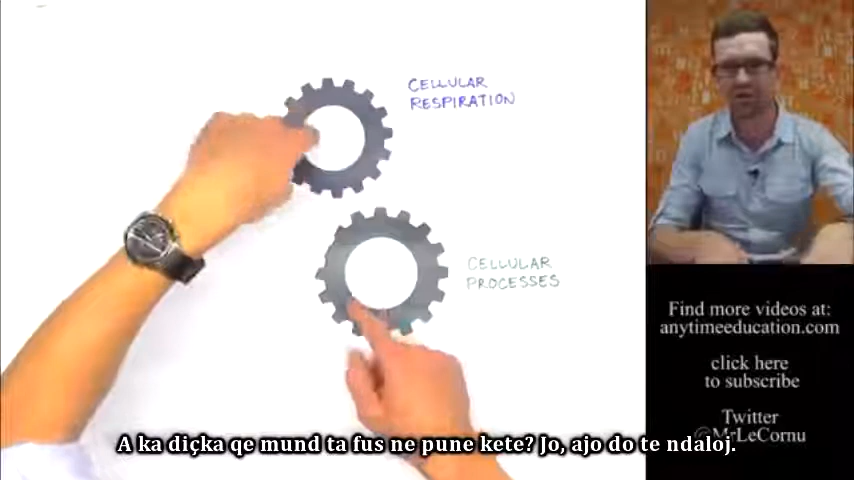 CELLULAR
RESPIRATION
CELLULAR
PROCESSES
Find more videos at:
anytimeeducation.com
click here
to subscribe
Twitter
@MrLeCornu
A ka diçka qe mund ta fus ne pune kete? Jo, ajo do te ndaloj.